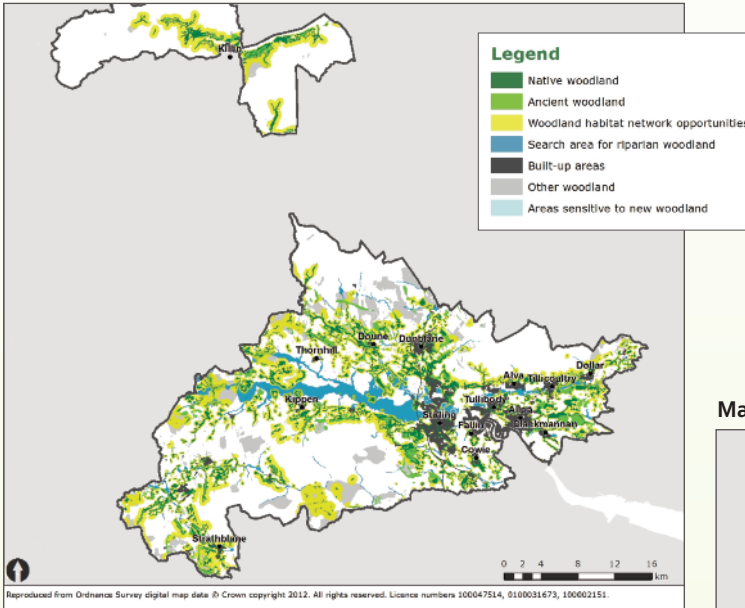 Killin
Legend
Native woodland
Ancient woodland
Woodland habitat network opportunities
Search area for riparian woodland
Built-up areas
Other woodland
Areas sensitive to new woodland
Doune
Dunblane
Thornhill
Dollar
Alva
Tillicoultry
Kippen
Tullibody
Alloa
Stirling
Fallin
Clackmannan
Cowie
Strathblane
Ma
0 2 4 8 12 16
km
Reproduced from Ordnance Survey digital map data © Crown copyright 2012. All rights reserved. Licence numbers 100047514, 0100031673, 100002151.